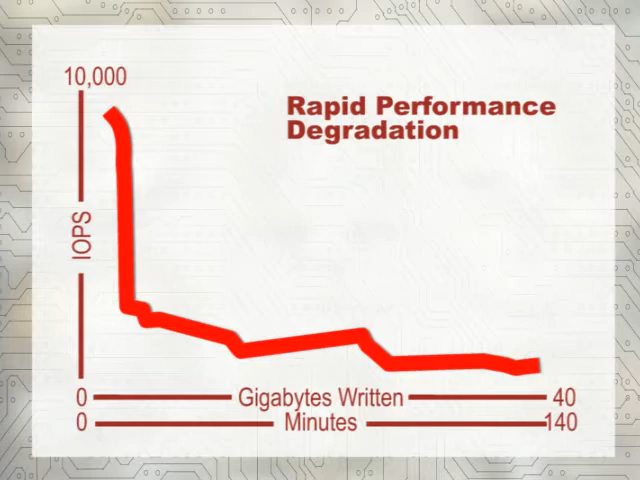 10,000
Rapid Performance
Degradation
IOPS
0 Gigabytes Written 40
0 Minutes 140